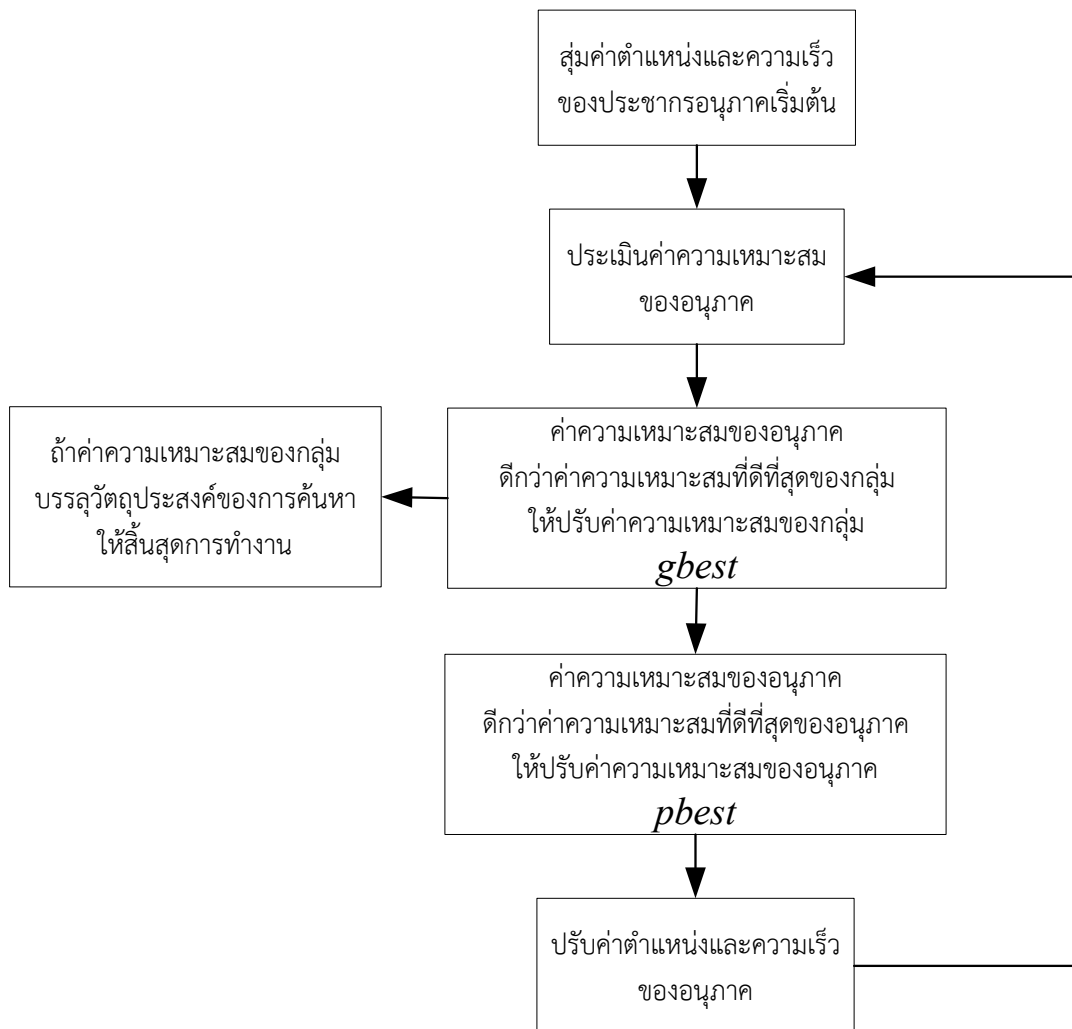 สุ่มค่าตำแหน่งและความเร็ว
ของประชากรอนุภาคเริ่มต้น
ประเมินค่าความเหมาะสม
ของอนุภาค
ค่าความเหมาะสมของอนุภาค
ดีกว่าค่าความเหมาะสมที่ดีที่สุดของกลุ่ม
ให้ปรับค่าความเหมาะสมของกลุ่ม
gbest
ถ้าค่าความเหมาะสมของกลุ่ม
บรรลุวัตถุประสงค์ของการค้นหา
ให้สิ้นสุดการทำงาน
ค่าความเหมาะสมของอนุภาค
ดีกว่าค่าความเหมาะสมที่ดีที่สุดของอนุภาค
ให้ปรับค่าความเหมาะสมของอนุภาค
pbest
ปรับค่าตำแหน่งและความเร็ว
ของอนุภาค